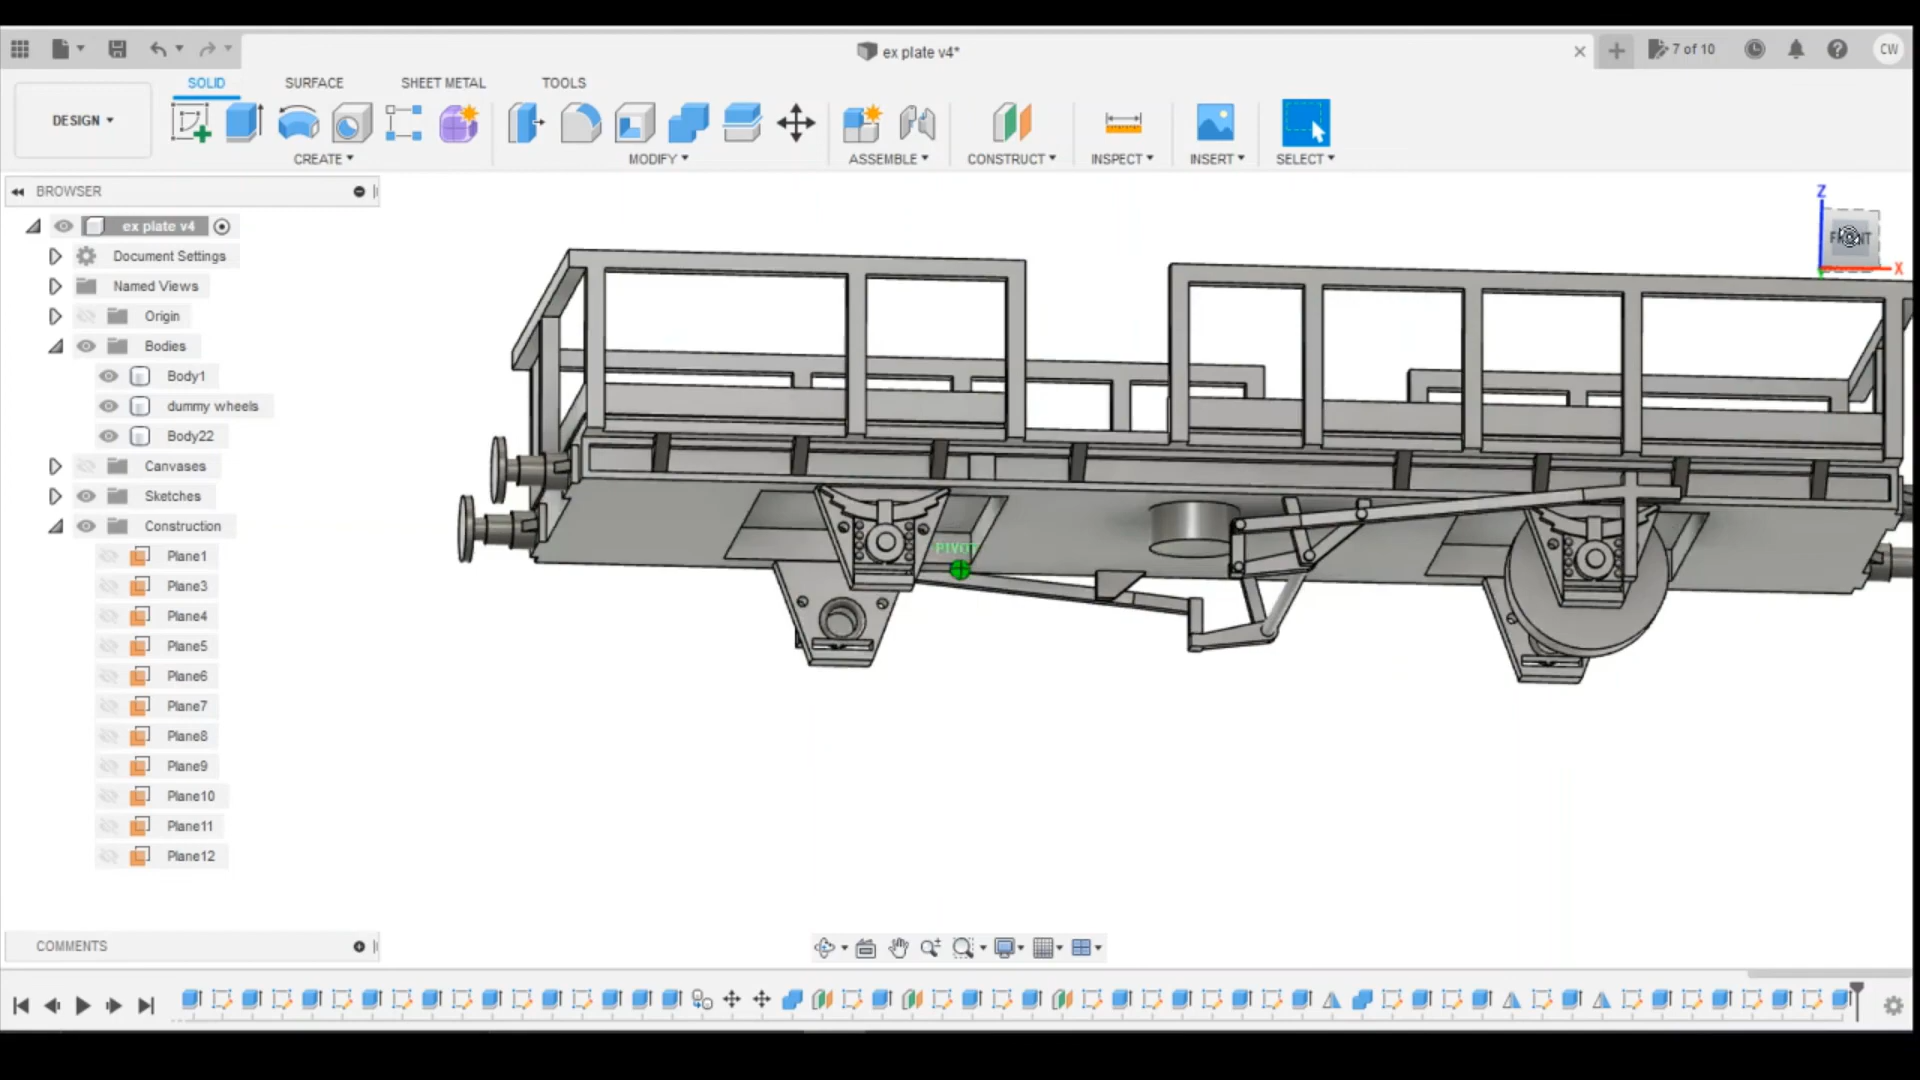 ex plate v4*
7 of 10
CW
SOLID
SURFACE
SHEET METAL
TOOLS
DESIGN
CREATE
MODIFY
ASSEMBLE
CONSTRUCT
INSPECT
INSERT
SELECT
BROWSER
ex plate v4
Document Settings
Named Views
Origin
Bodies
Body1
dummy wheels
Body22
Canvases
Sketches
Construction
Plane1
Plane3
Plane4
Plane5
Plane6
Plane7
Plane8
Plane9
Plane10
Plane11
Plane12
Z
FRONT
X
PIVOT
COMMENTS